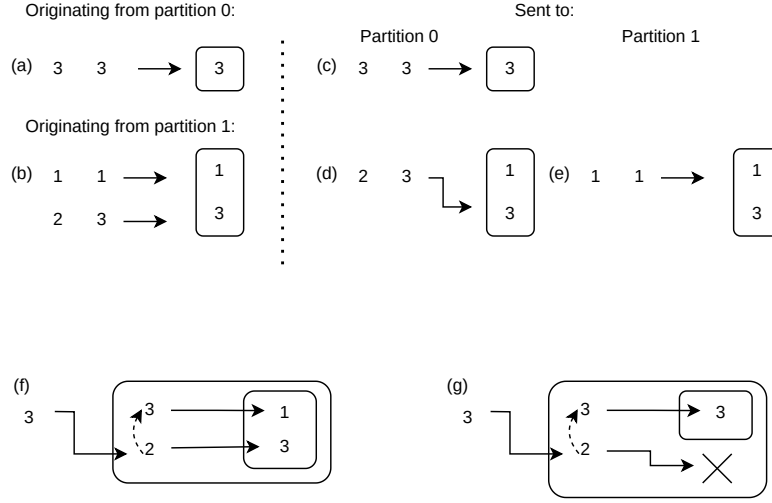 Originating from partition 0:
Sent to:
Partition 0
Partition 1
(a) 3 3 3
(c) 3 3 3
Originating from partition 1:
(b) 1 1 1
2 3 3
(d) 2 3 1
3
(e) 1 1 1
3
(f)
3
3 1
2 3
(g)
3
3 3
2